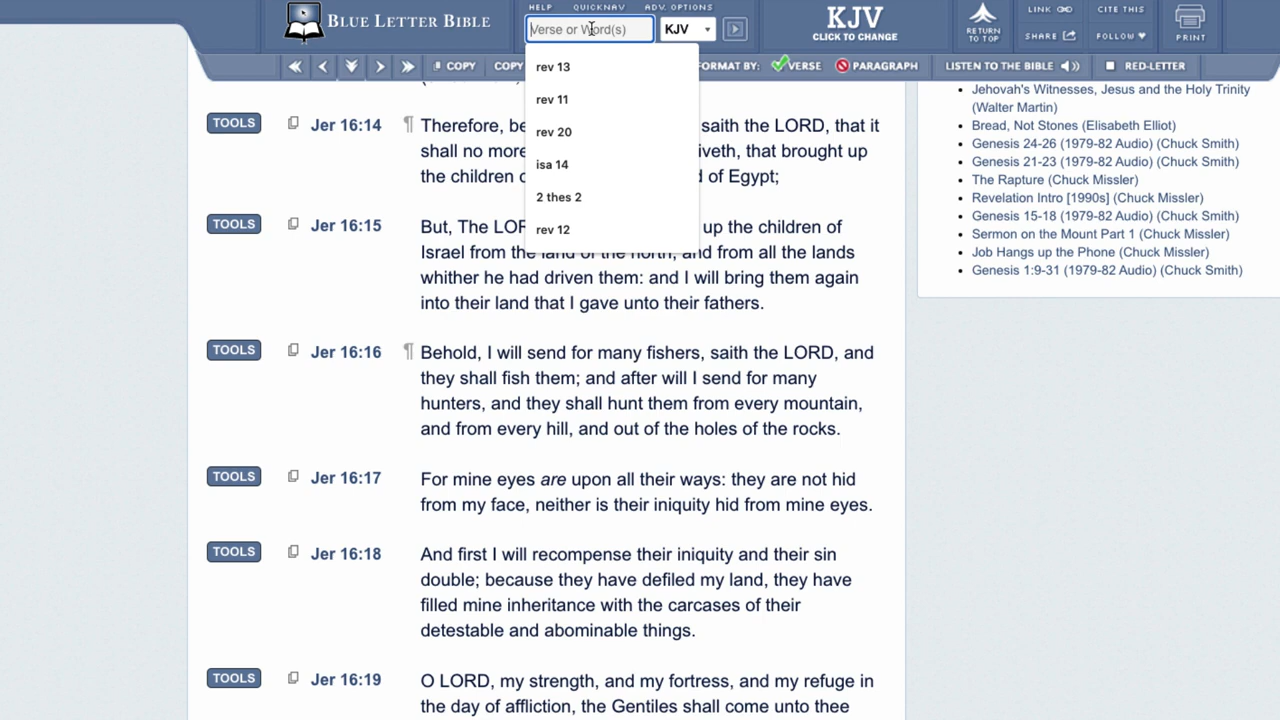 HELP QUICKNAV ADV. OPTIONS
BLUE LETTER BIBLE
Verse or Word(s) KJV
KJV
CLICK TO CHANGE
RETURN TO TOP
LINK CITE THIS
SHARE FOLLOW
PRINT
COPY COPY ORMAT BY: VERSE PARAGRAPH LISTEN TO THE BIBLE RED-LETTER
rev 13
rev 11
rev 20
isa 14
2 thes 2
rev 12
TOOLS Jer 16:14 ¶ Therefore, be saith the LORD, that it
shall no more iveth, that brought up
the children of Egypt;
TOOLS Jer 16:15 But, The LOR up the children of
Israel from the land of the north, and from all the lands
whither he had driven them: and I will bring them again
into their land that I gave unto their fathers.
TOOLS Jer 16:16 ¶ Behold, I will send for many fishers, saith the LORD, and
they shall fish them; and after will I send for many
hunters, and they shall hunt them from every mountain,
and from every hill, and out of the holes of the rocks.
TOOLS Jer 16:17 For mine eyes are upon all their ways: they are not hid
from my face, neither is their iniquity hid from mine eyes.
TOOLS Jer 16:18 And first I will recompense their iniquity and their sin
double; because they have defiled my land, they have
filled mine inheritance with the carcases of their
detestable and abominable things.
TOOLS Jer 16:19 O LORD, my strength, and my fortress, and my refuge in
the day of affliction, the Gentiles shall come unto thee
Jehovah's Witnesses, Jesus and the Holy Trinity
(Walter Martin)
Bread, Not Stones (Elisabeth Elliot)
Genesis 24-26 (1979-82 Audio) (Chuck Smith)
Genesis 21-23 (1979-82 Audio) (Chuck Smith)
The Rapture (Chuck Missler)
Revelation Intro [1990s] (Chuck Missler)
Genesis 15-18 (1979-82 Audio) (Chuck Smith)
Sermon on the Mount Part 1 (Chuck Missler)
Job Hangs up the Phone (Chuck Missler)
Genesis 1:9-31 (1979-82 Audio) (Chuck Smith)